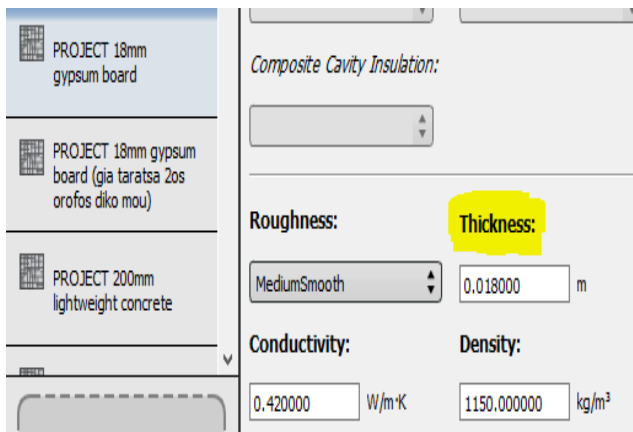 PROJECT 18mm
gypsum board
PROJECT 18mm gypsum
board (gia taratsa 2os
orofos diko mou)
PROJECT 200mm
lightweight concrete
Composite Cavity Insulation:
Roughness:
Thickness:
MediumSmooth
0.018000 m
Conductivity:
Density:
0.420000 W/m·K
1150.000000 kg/m³